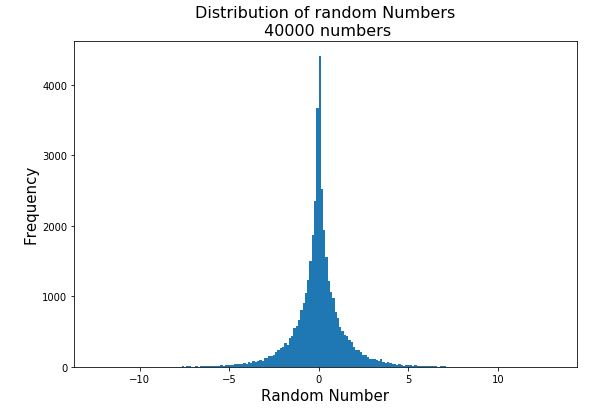 Distribution of random Numbers
40000 numbers
4000
3000
2000
1000
0
Frequency
−10
−5
0
5
10
Random Number